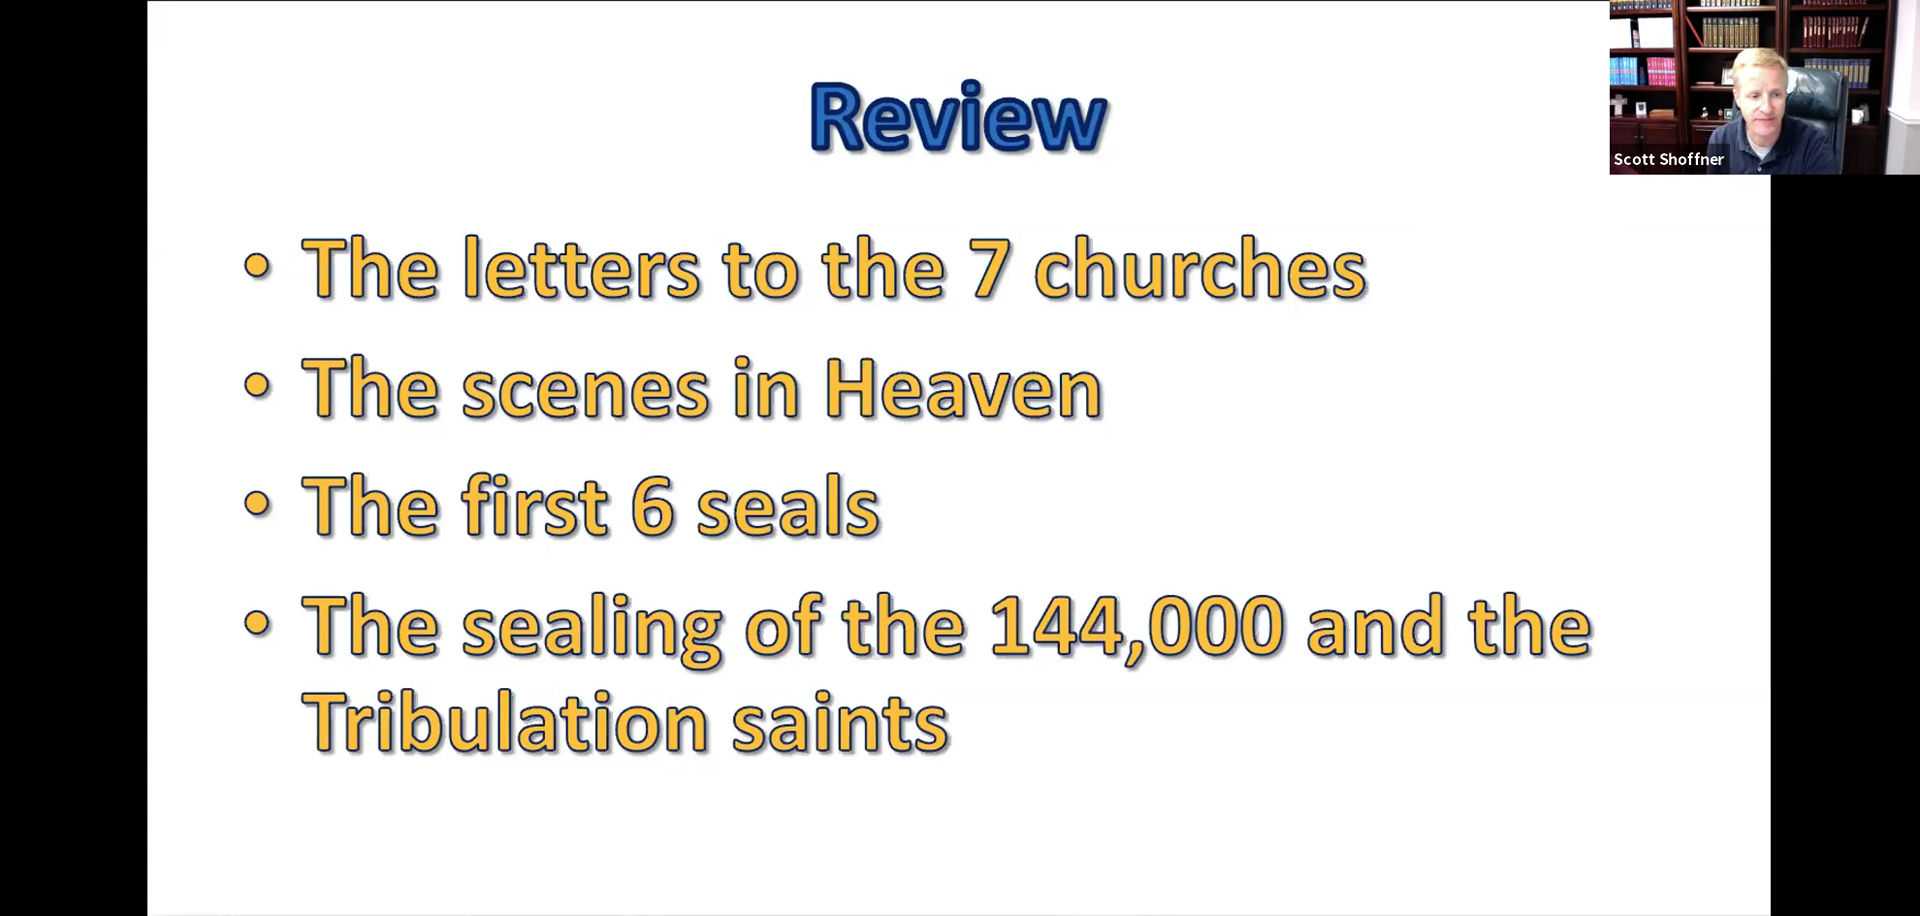 Review
Scott Shoffner
• The letters to the 7 churches
• The scenes in Heaven
• The first 6 seals
• The sealing of the 144,000 and the
Tribulation saints